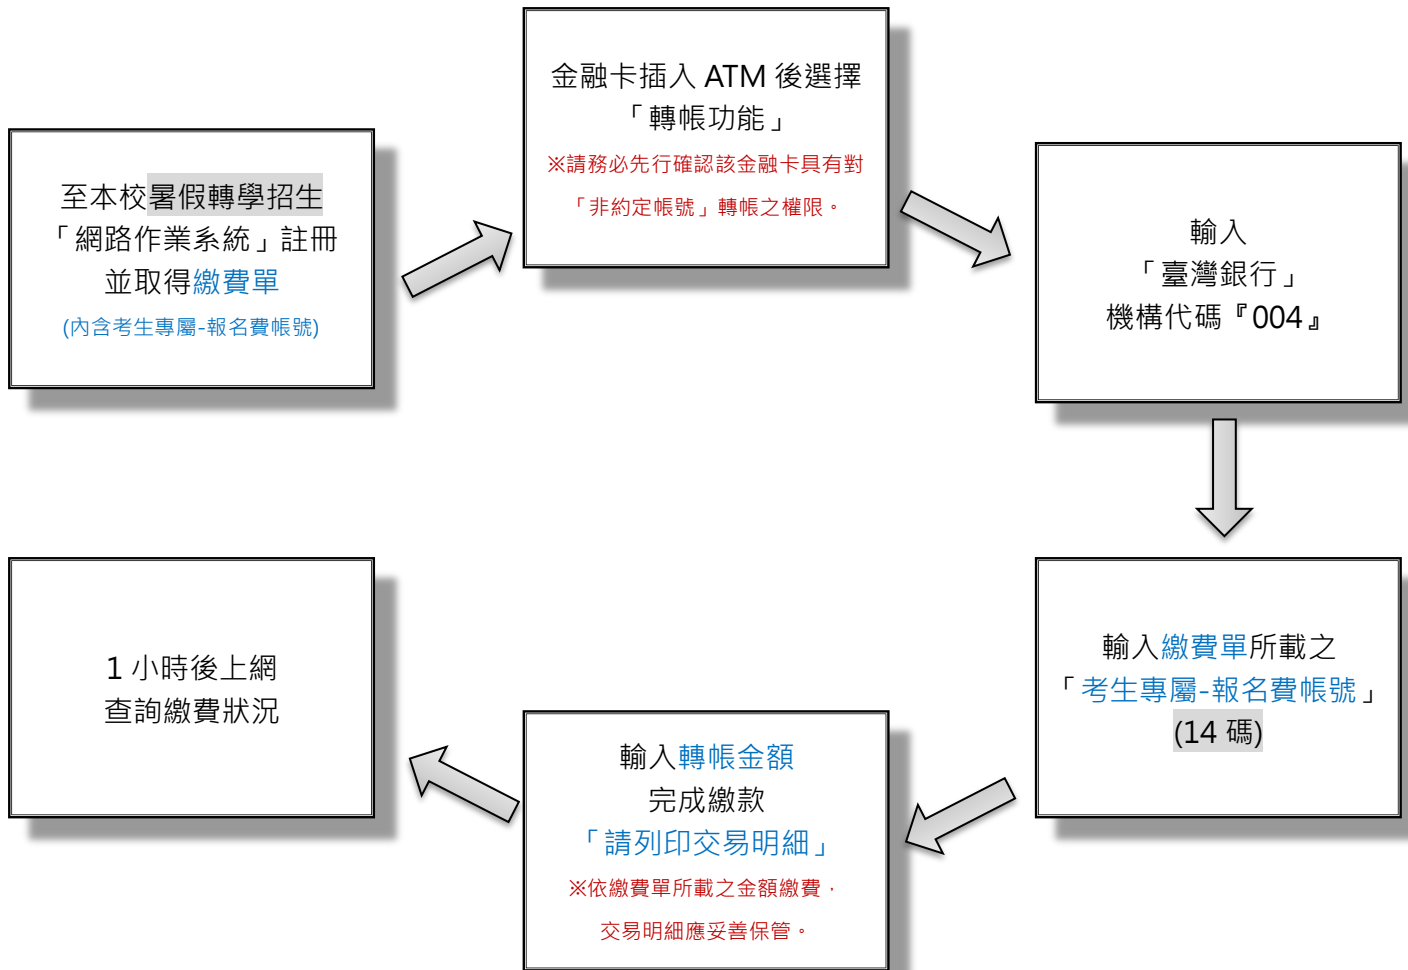 至本校暑假轉學招生
「網路作業系統」註冊
並取得繳費單
(內含考生專屬-報名費帳號)
金融卡插入 ATM 後選擇
「轉帳功能」
※請務必先行確認該金融卡具有對
「非約定帳號」轉帳之權限。
輸入
「臺灣銀行」
機構代碼『004』
輸入繳費單所載之
「考生專屬-報名費帳號」
(14 碼)
輸入轉帳金額
完成繳款
「請列印交易明細」
※依繳費單所載之金額繳費，
交易明細應妥善保管。
1 小時後上網
查詢繳費狀況